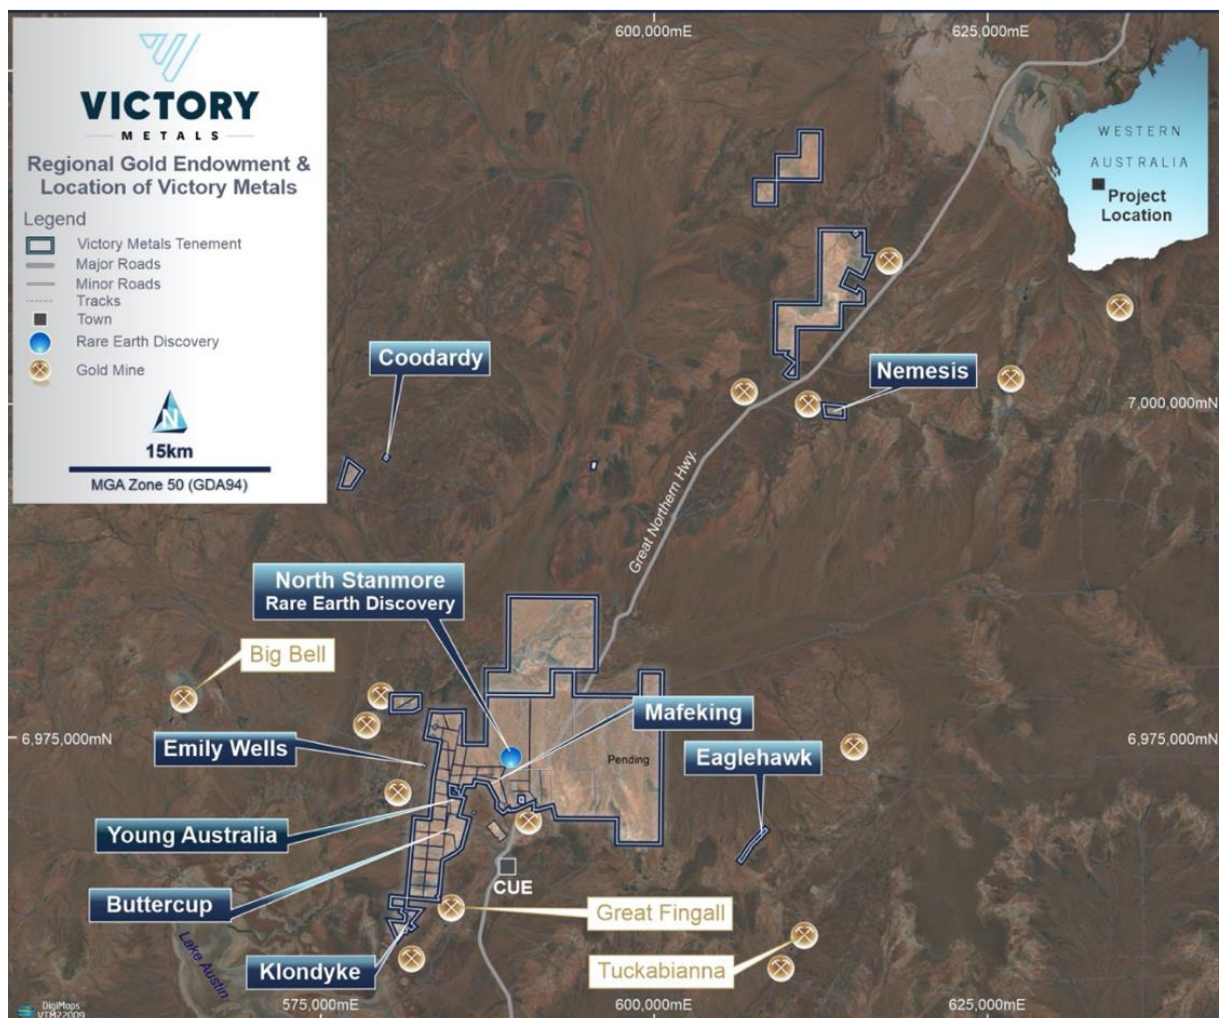 600,000mE
625,000mE
VICTORY
METALS
Regional Gold Endowment &
Location of Victory Metals
Legend
Victory Metals Tenement
Major Roads
Minor Roads
Tracks
Town
Rare Earth Discovery
Gold Mine
N
15km
MGA Zone 50 (GDA94)
WESTERN
AUSTRALIA
Project
Location
Coodardy
Nemesis
7,000,000mN
Great Northern Hwy.
North Stanmore
Rare Earth Discovery
Big Bell
Mafeking
6,975,000mN
Emily Wells
Pending
Eaglehawk
6,975,000mN
Young Australia
CUE
Buttercup
Great Fingall
Lake Austin
Klondyke
Tuckabianna
575,000mE
600,000mE
625,000mE
DigiMaps
VTM22009